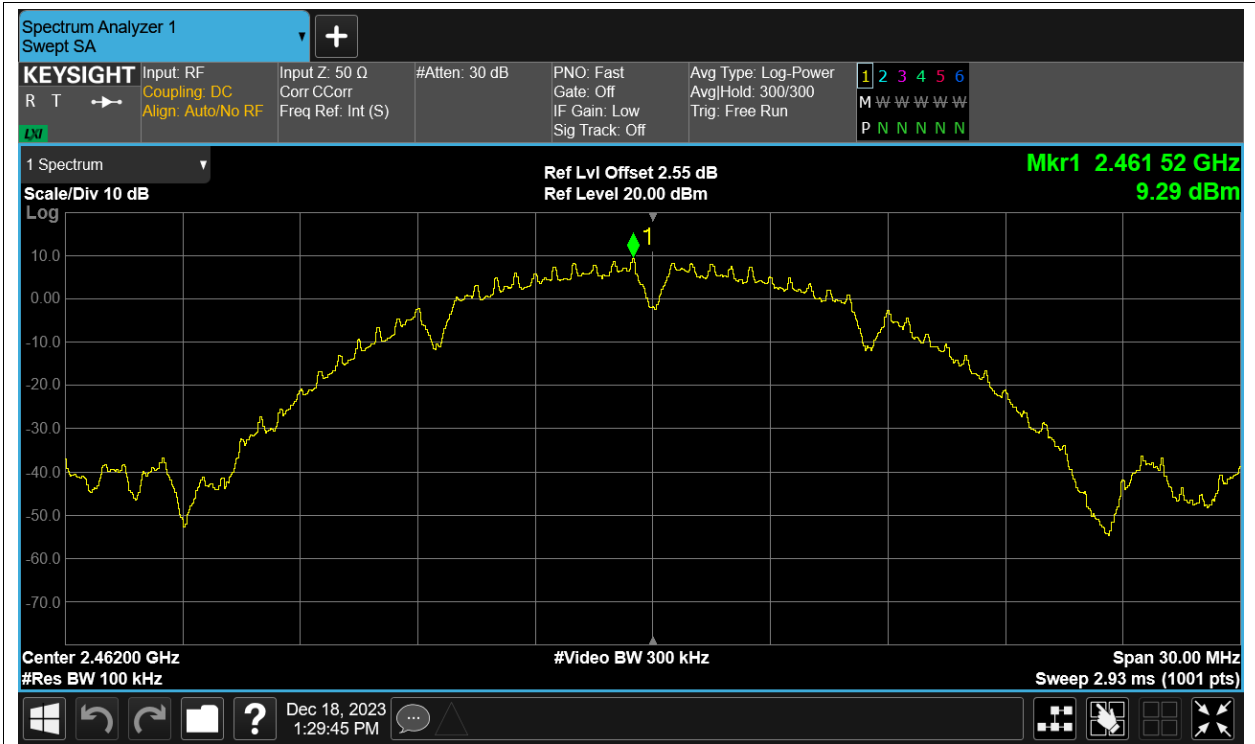 Spectrum Analyzer 1
Swept SA
KEYSIGHT
R T
LXI
Input: RF
Coupling: DC
Align: Auto/No RF
Input Z: 50 Ω
Corr CCorr
Freq Ref: Int (S)
#Atten: 30 dB
PNO: Fast
Gate: Off
IF Gain: Low
Sig Track: Off
Avg Type: Log-Power
Avg|Hold: 300/300
Trig: Free Run
1 2 3 4 5 6
M W W W W W
P N N N N N
1 Spectrum
Scale/Div 10 dB
Log
Ref Lvl Offset 2.55 dB
Ref Level 20.00 dBm
Mkr1 2.461 52 GHz
9.29 dBm
1
10.0
0.00
-10.0
-20.0
-30.0
-40.0
-50.0
-60.0
-70.0
Center 2.46200 GHz
#Res BW 100 kHz
#Video BW 300 kHz
Span 30.00 MHz
Sweep 2.93 ms (1001 pts)
?
Dec 18, 2023
1:29:45 PM